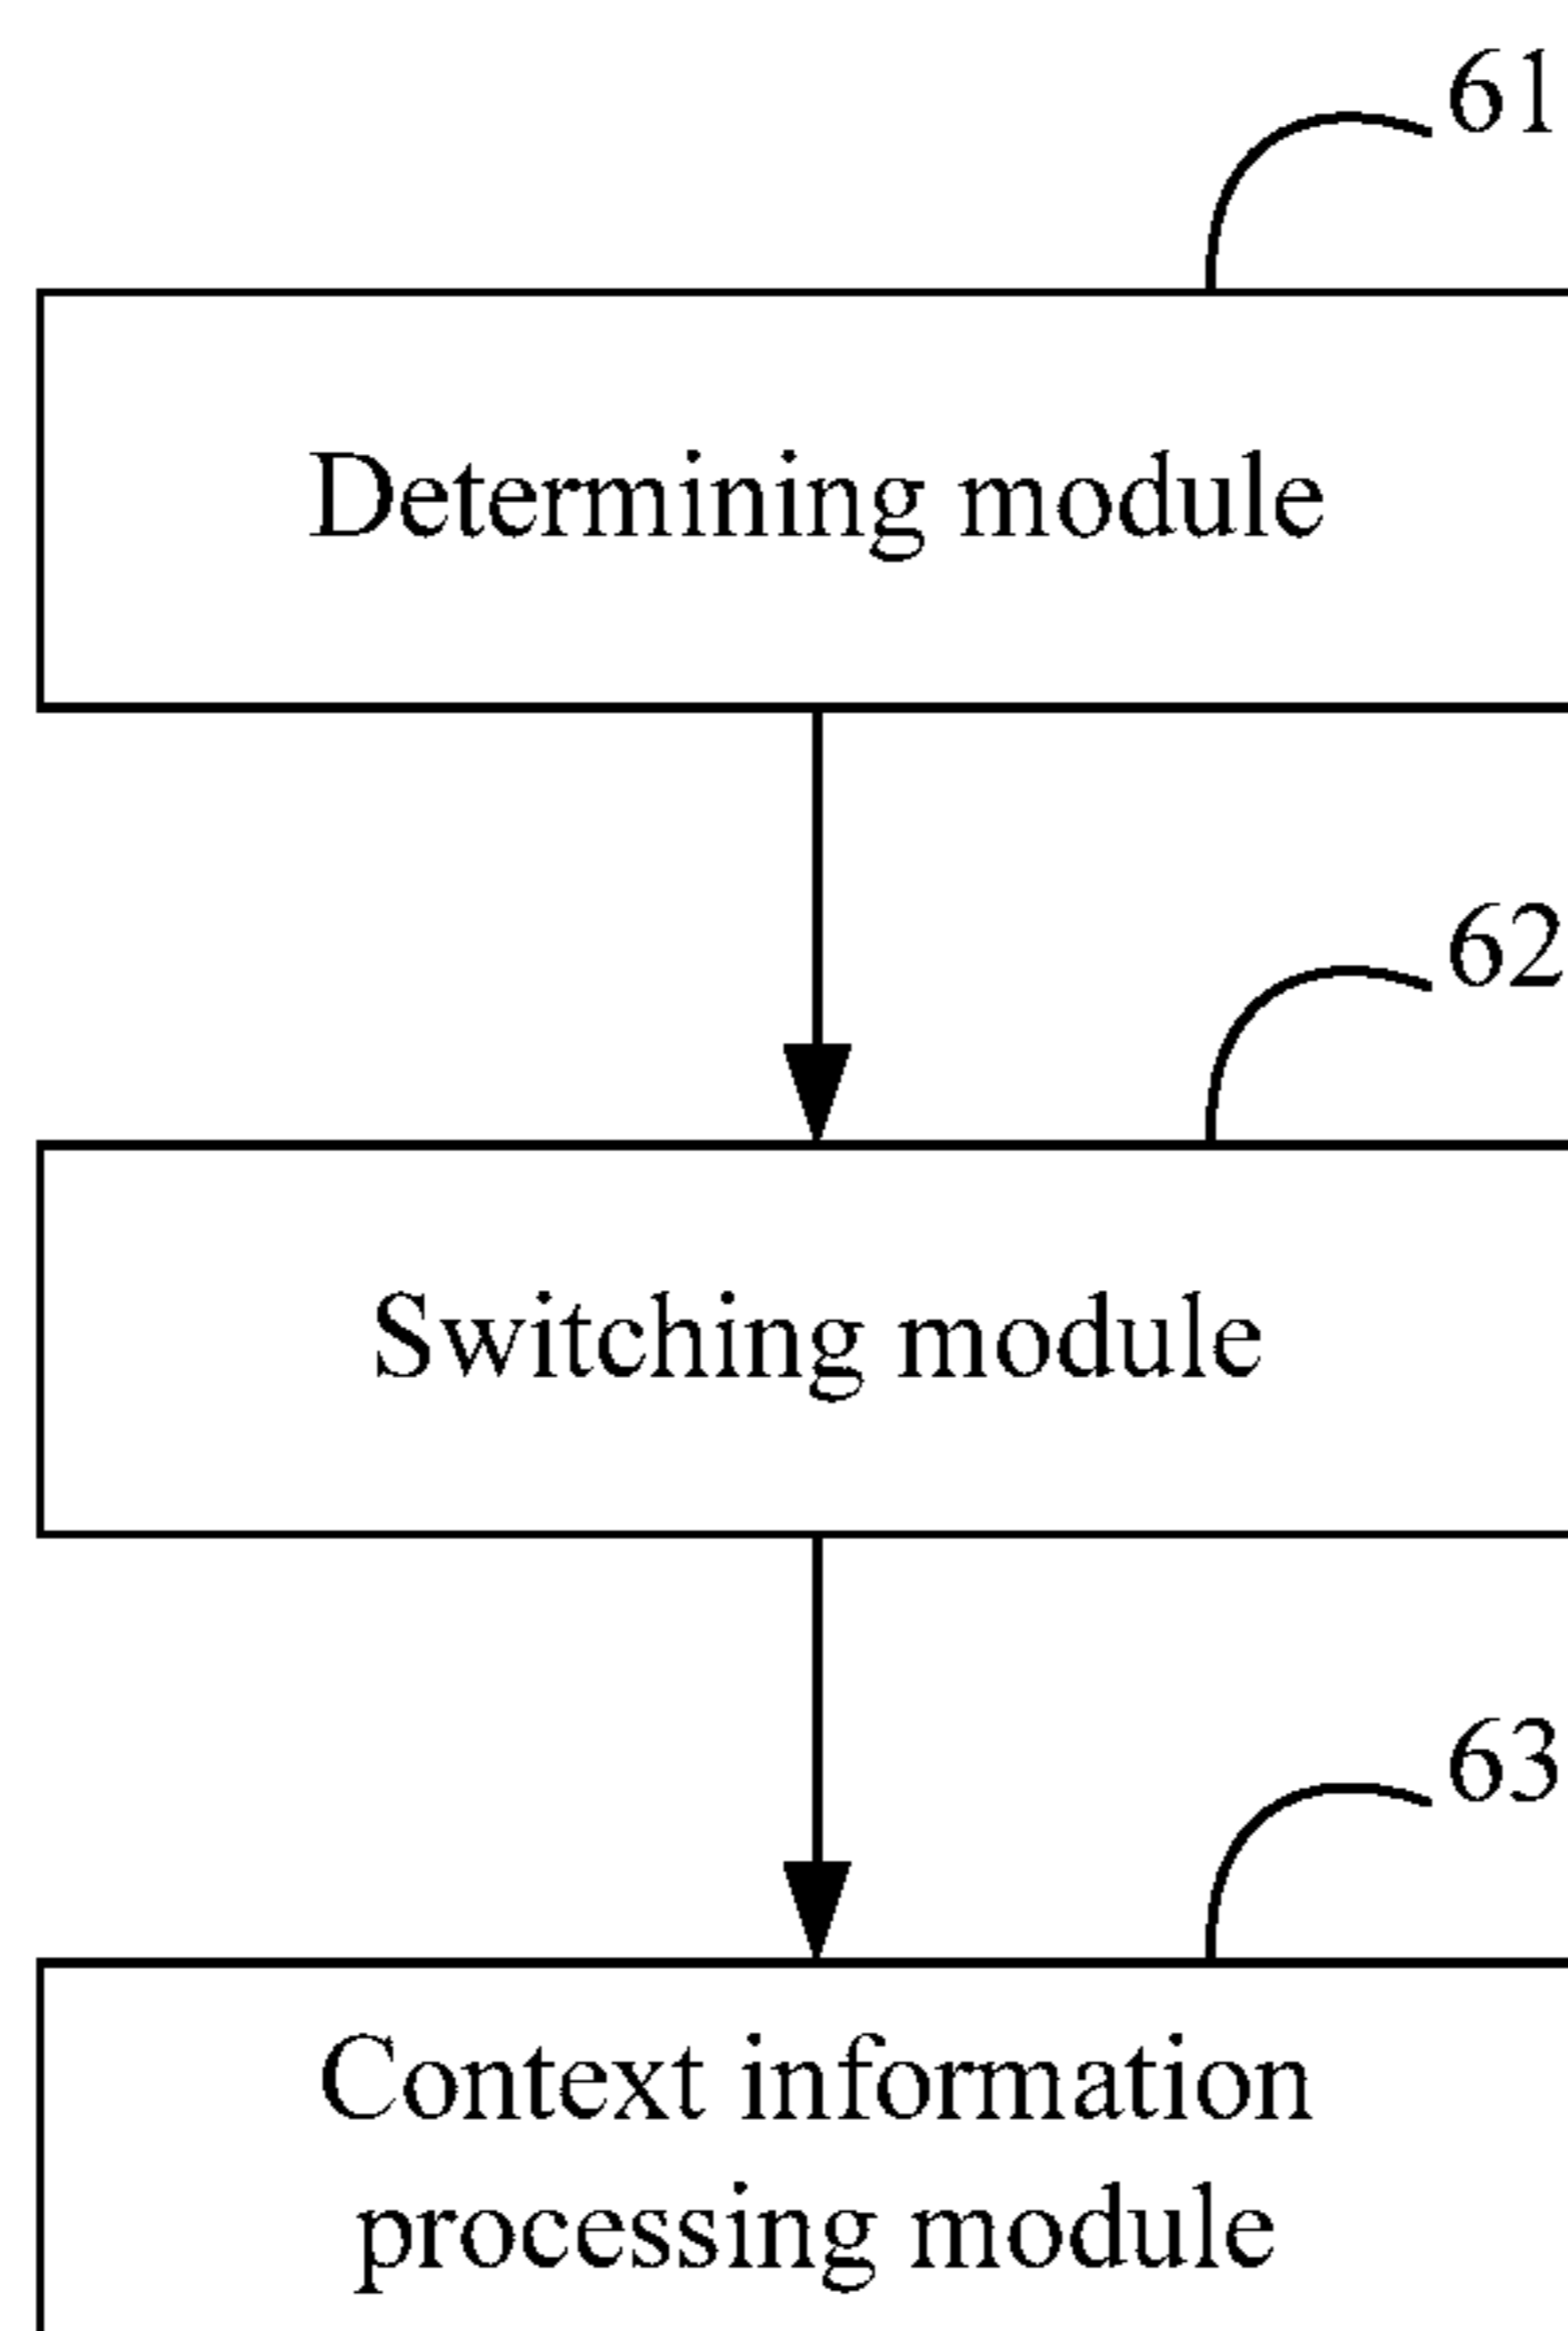 61
Determining module
62
Switching module
63
Context information
processing module